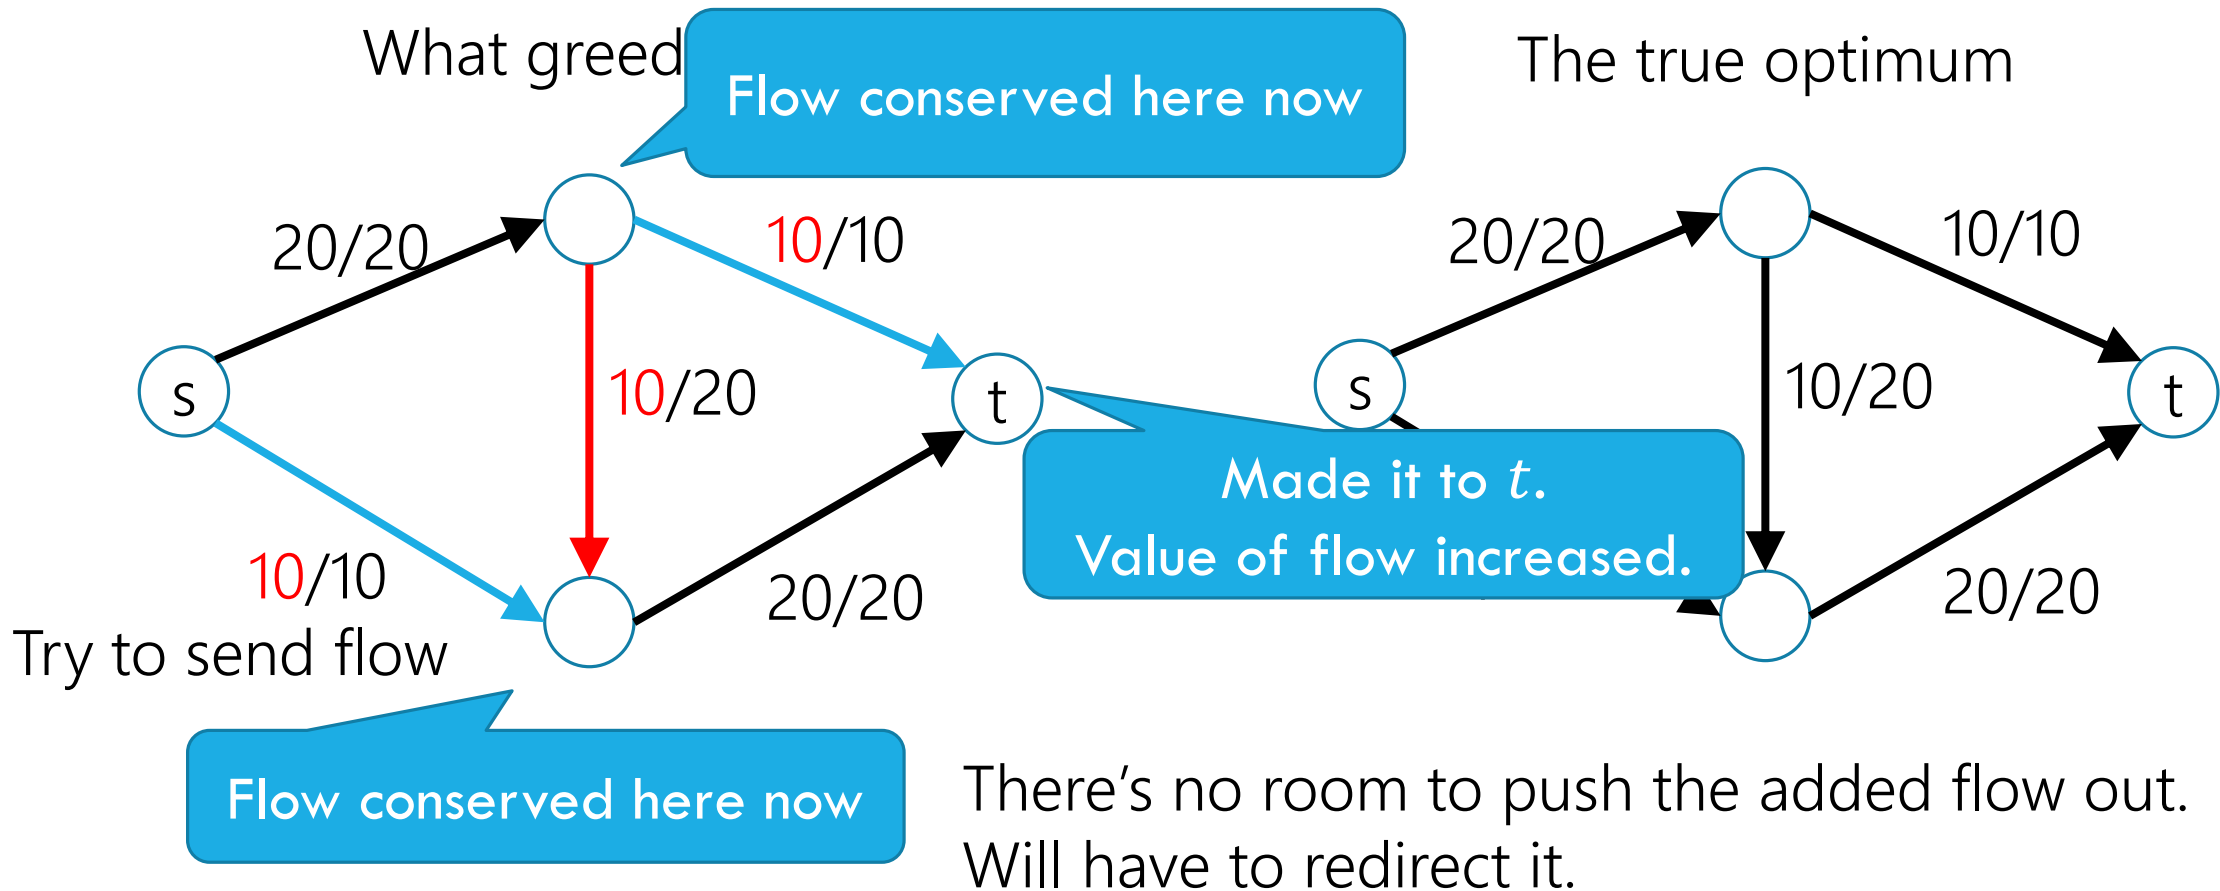 What greed
Flow conserved here now
The true optimum
20/20
10/10
20/20
10/10
s
10/20
t
s
10/20
t
Made it to t.
Value of flow increased.
10/10
20/20
20/20
Try to send flow
Flow conserved here now
There’s no room to push the added flow out.
Will have to redirect it.